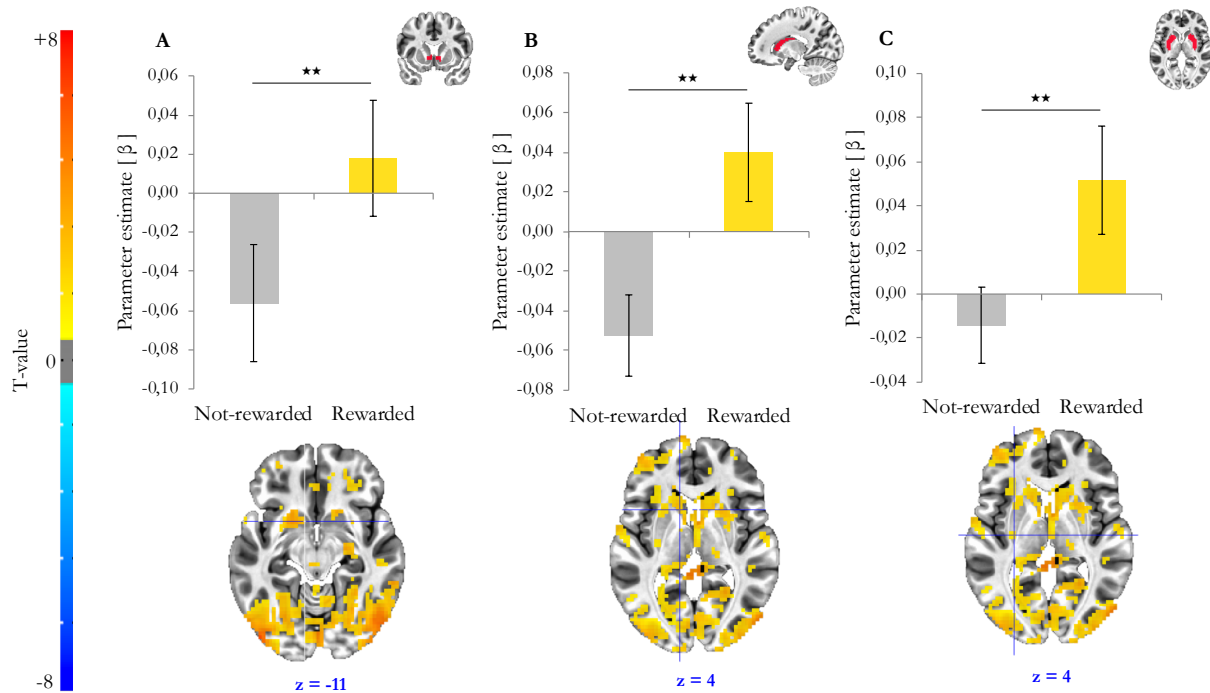 +8
0
-8
T-value
A
★★
0,06
0,04
0,02
0,00
-0,02
-0,04
-0,06
-0,08
-0,10
Parameter estimate [ β ]
Not-rewarded Rewarded
z = -11
B
★★
0,08
0,06
0,04
0,02
0,00
-0,02
-0,04
-0,06
-0,08
Parameter estimate [ β ]
Not-rewarded Rewarded
z = 4
C
★★
0,10
0,08
0,06
0,04
0,02
0,00
-0,02
-0,04
Parameter estimate [ β ]
Not-rewarded Rewarded
z = 4